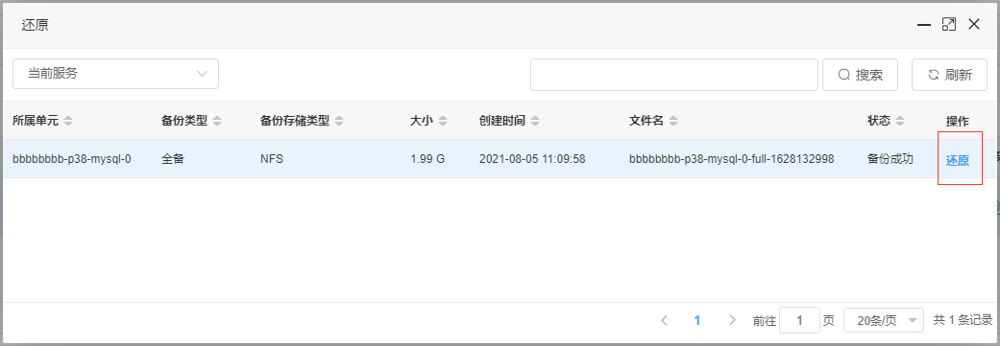 还原
当前服务 搜索 刷新
所属单元 备份类型 备份存储类型 大小 创建时间 文件名 状态 操作
bbbbbbbb-p38-mysql-0 全备 NFS 1.99 G 2021-08-05 11:09:58 bbbbbbbb-p38-mysql-0-full-1628132998 备份成功 还原
1 前往 1 页 20条/页 共 1 条记录